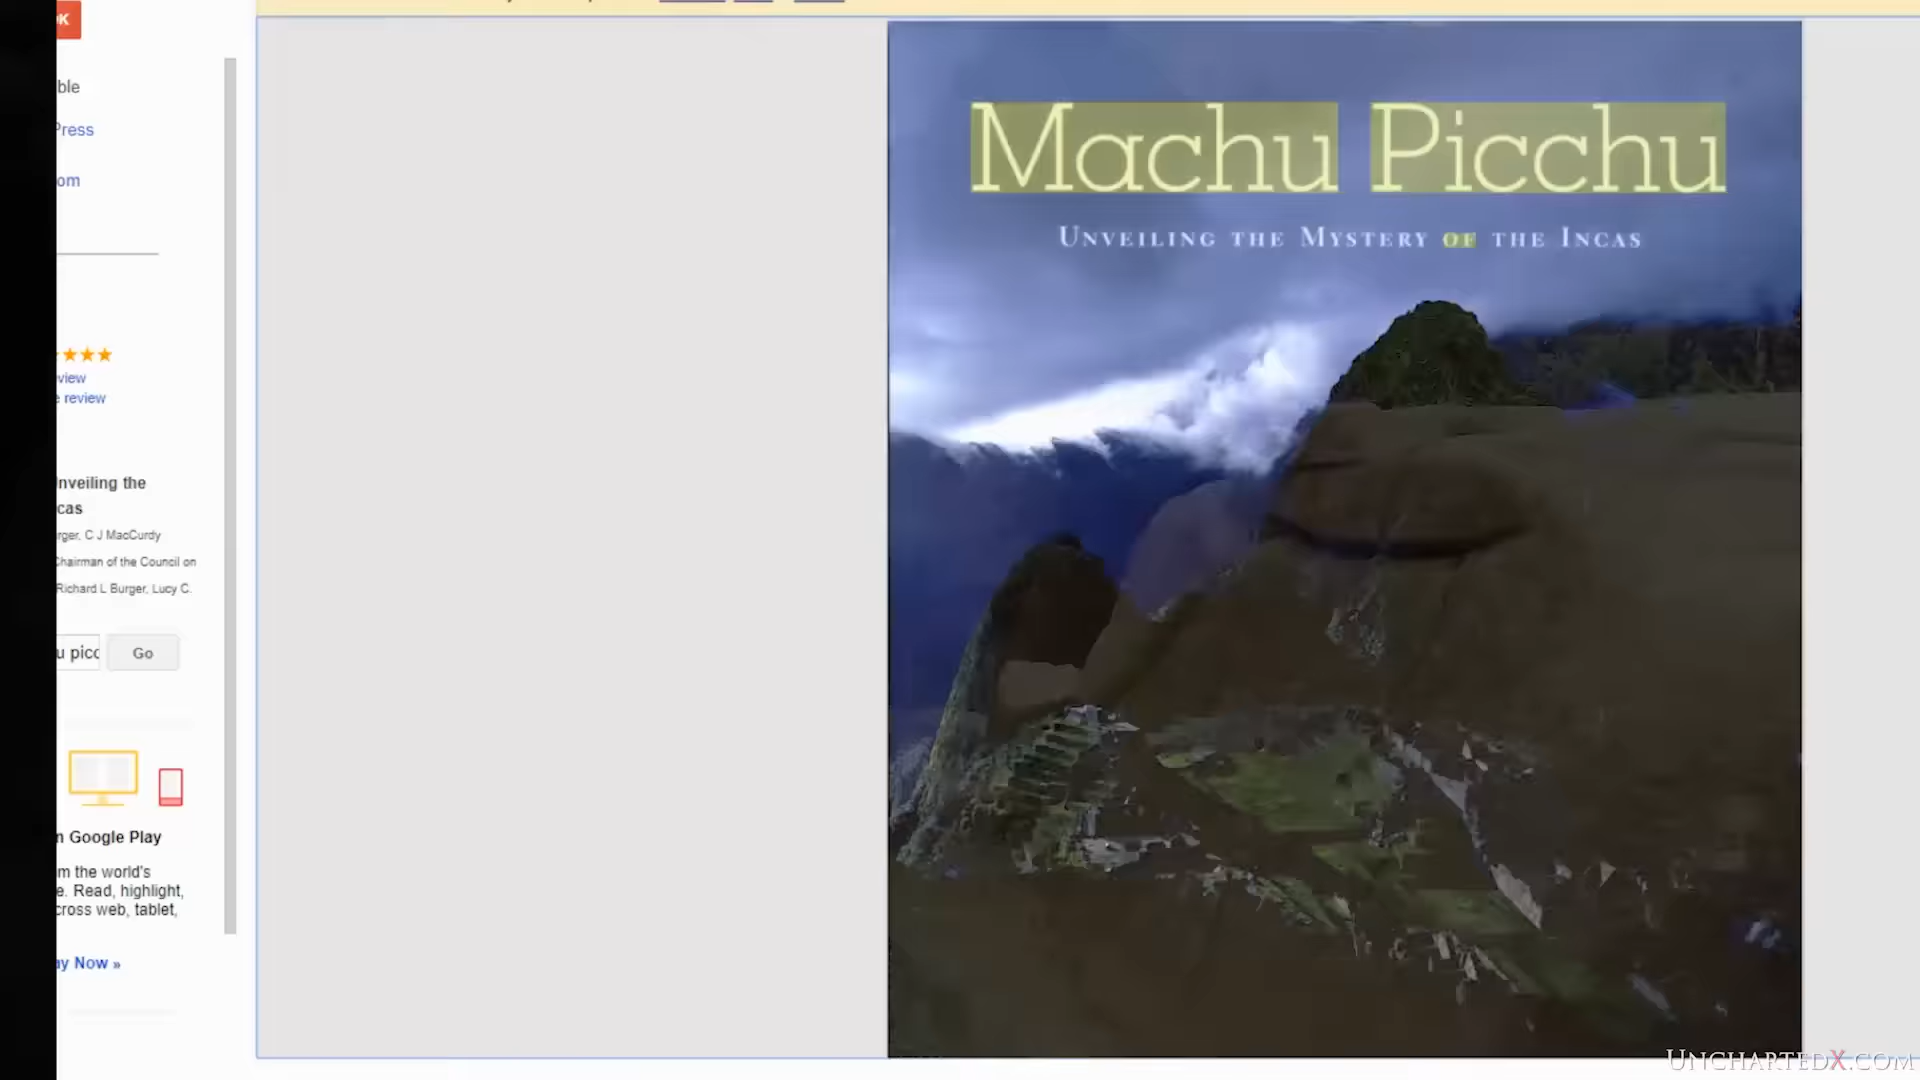 OK
ble
Press
om
Machu Picchu
UNVEILING THE MYSTERY OF THE INCAS
view
review
nveiling the
cas
rger, C J MacCurdy
Chairman of the Council on
Richard L Burger, Lucy C.
u picc Go
n Google Play
m the world's
e. Read, highlight,
cross web, tablet,
ay Now »
UNCHARTEDX.COM